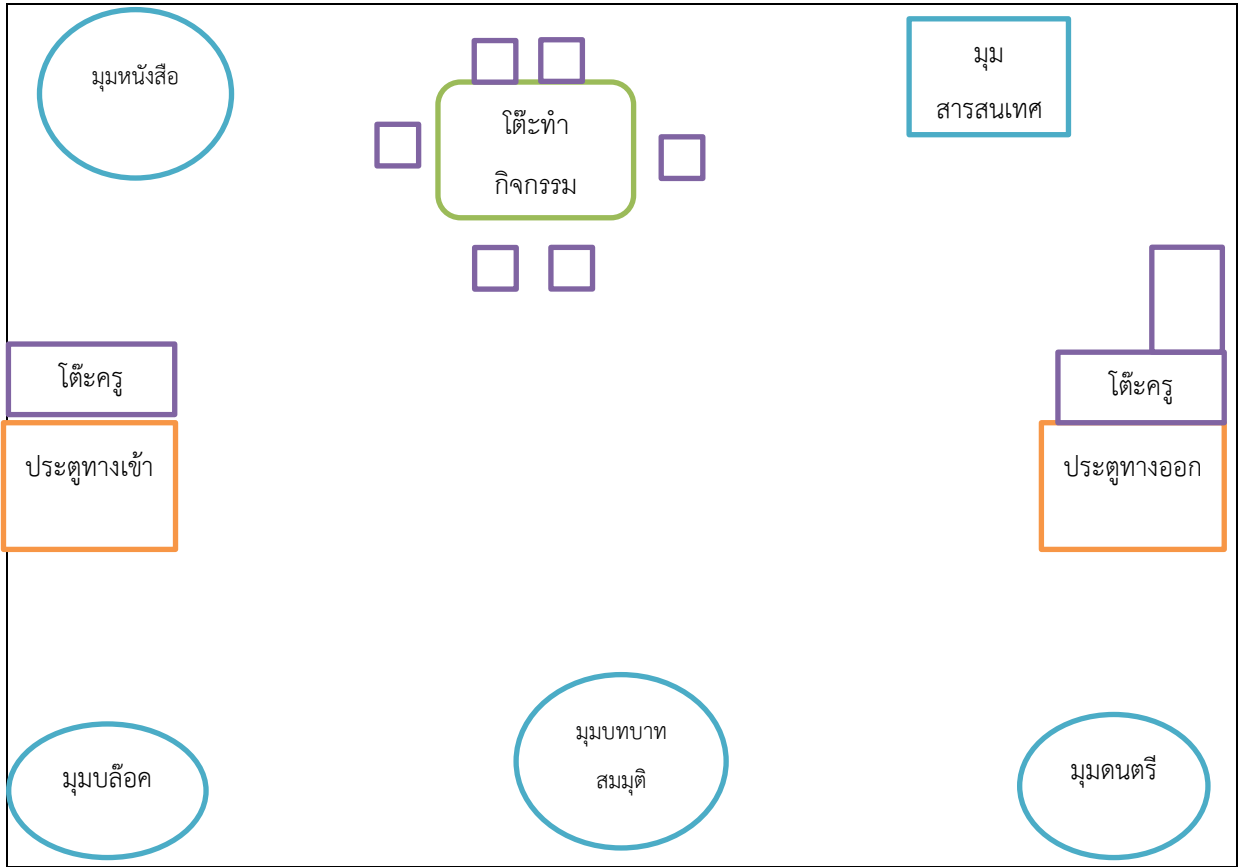 มุมหนังสือ
โต๊ะทำ
กิจกรรม
มุม
สารสนเทศ
โต๊ะครู
โต๊ะครู
ประตูทางเข้า
ประตูทางออก
มุมบล๊อค
มุมบทบาท
สมมุติ
มุมดนตรี